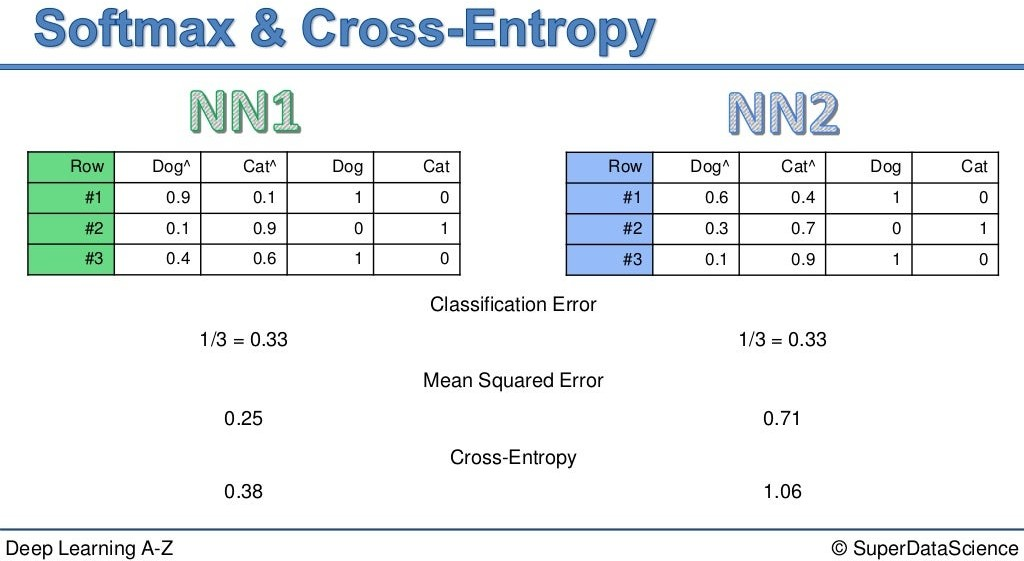 Softmax & Cross-Entropy
NN1
Row Dog^ Cat^ Dog Cat
#1 0.9 0.1 1 0
#2 0.1 0.9 0 1
#3 0.4 0.6 1 0
NN2
Row Dog^ Cat^ Dog Cat
#1 0.6 0.4 1 0
#2 0.3 0.7 0 1
#3 0.1 0.9 1 0
Classification Error
1/3 = 0.33 1/3 = 0.33
Mean Squared Error
0.25 0.71
Cross-Entropy
0.38 1.06
Deep Learning A-Z © SuperDataScience